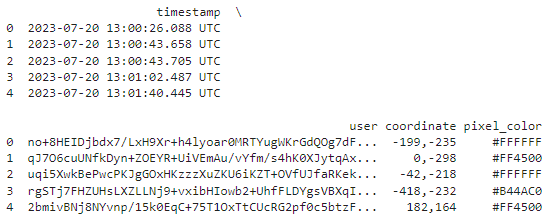 timestamp \
0 2023-07-20 13:00:26.088 UTC
1 2023-07-20 13:00:43.658 UTC
2 2023-07-20 13:00:43.705 UTC
3 2023-07-20 13:01:02.487 UTC
4 2023-07-20 13:01:40.445 UTC
user coordinate pixel_color
0 no+8HEIDjbdx7/LxH9Xr+h4lyoar0MRTYugWKrGdQOg7dF... -199,-235 #FFFFFF
1 qJ7O6cuUNfkDyn+ZOEYR+UiVEmAu/vYfm/s4hK0XJytqAx... 0,-298 #FF4500
2 uqi5XwkBePwcPKJgGOxHKzzzXuZKU6iKZT+OVfUJfaRKek... -42,-218 #FFFFFF
3 rgSTj7FHZUHsLXZLLNj9+vxibHIowb2+UhfFLDYgsVBXqI... -418,-232 #B44AC0
4 2bmivBNj8NYvnp/15k0EqC+75T1OxTtCUcRG2pf0c5btzF... 182,164 #FF4500